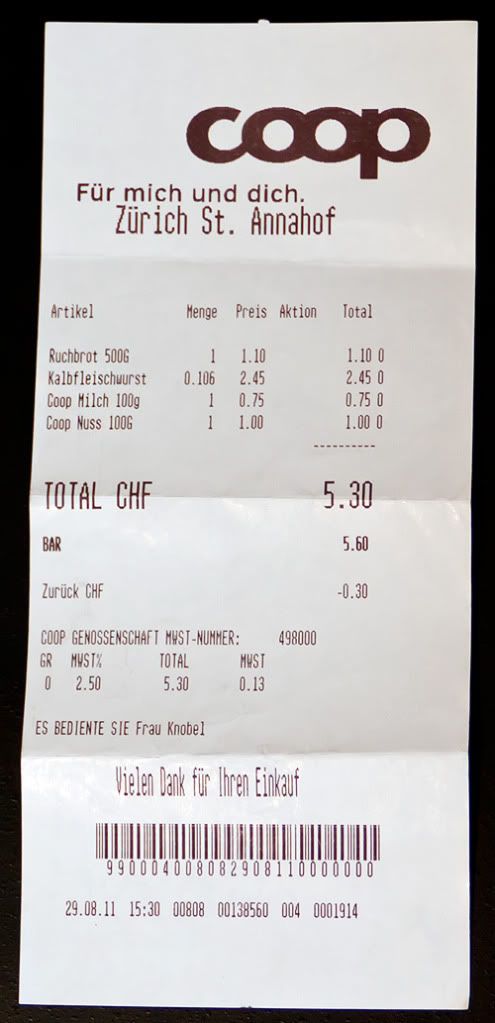 coop
Für mich und dich.
Zürich St. Annahof
Artikel Menge Preis Aktion Total
Ruchbrot 500G 1 1.10 1.10 0
Kalbfleischwurst 0.106 2.45 2.45 0
Coop Milch 100g 1 0.75 0.75 0
Coop Nuss 100G 1 1.00 1.00 0
----------
TOTAL CHF 5.30
BAR 5.60
Zurück CHF -0.30
COOP GENOSSENSCHAFT MWST-NUMMER: 498000
GR MWST% TOTAL MWST
0 2.50 5.30 0.13
ES BEDIENTE SIE Frau Knobel
Vielen Dank für Ihren Einkauf
990004008082908110000000
29.08.11 15:30 00808 00138560 004 0001914